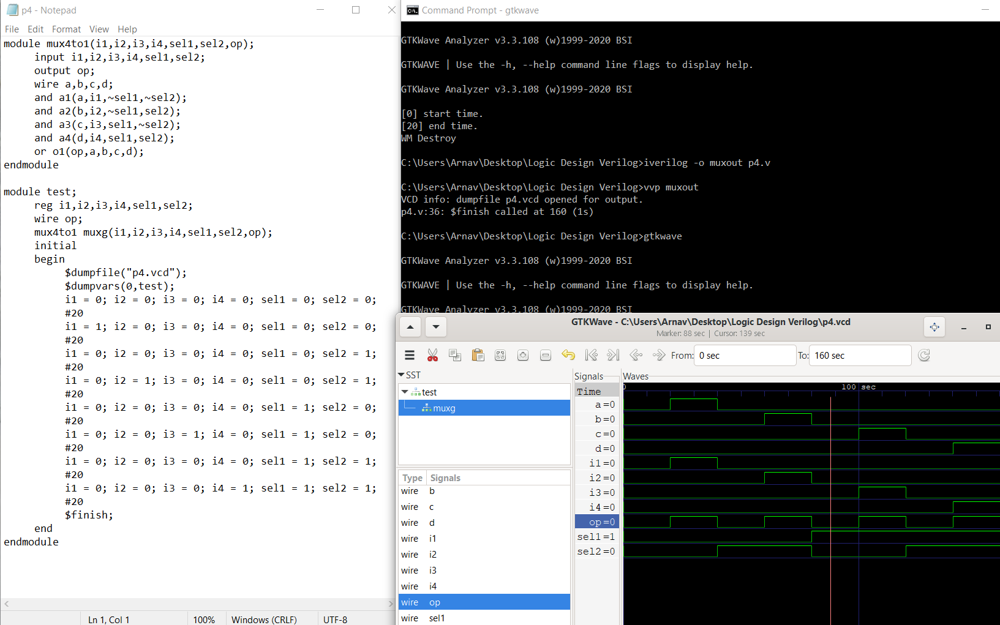 p4 - Notepad
File Edit Format View Help
module mux4to1(i1,i2,i3,i4,sel1,sel2,op);
input i1,i2,i3,i4,sel1,sel2;
output op;
wire a,b,c,d;
and a1(a,i1,~sel1,~sel2);
and a2(b,i2,~sel1,sel2);
and a3(c,i3,sel1,~sel2);
and a4(d,i4,sel1,sel2);
or o1(op,a,b,c,d);
endmodule
module test;
reg i1,i2,i3,i4,sel1,sel2;
wire op;
mux4to1 muxg(i1,i2,i3,i4,sel1,sel2,op);
initial
begin
$dumpfile("p4.vcd");
$dumpvars(0,test);
i1 = 0; i2 = 0; i3 = 0; i4 = 0; sel1 = 0; sel2 = 0;
#20
i1 = 1; i2 = 0; i3 = 0; i4 = 0; sel1 = 0; sel2 = 0;
#20
i1 = 0; i2 = 0; i3 = 0; i4 = 0; sel1 = 0; sel2 = 1;
#20
i1 = 0; i2 = 1; i3 = 0; i4 = 0; sel1 = 0; sel2 = 1;
#20
i1 = 0; i2 = 0; i3 = 0; i4 = 0; sel1 = 1; sel2 = 0;
#20
i1 = 0; i2 = 0; i3 = 1; i4 = 0; sel1 = 1; sel2 = 0;
#20
i1 = 0; i2 = 0; i3 = 0; i4 = 0; sel1 = 1; sel2 = 1;
#20
i1 = 0; i2 = 0; i3 = 0; i4 = 1; sel1 = 1; sel2 = 1;
#20
$finish;
end
endmodule
Ln 1, Col 1
100%
Windows (CRLF)
UTF-8
Command Prompt - gtkwave
GTKWave Analyzer v3.3.108 (w)1999-2020 BSI
GTKWAVE | Use the -h, --help command line flags to display help.
GTKWave Analyzer v3.3.108 (w)1999-2020 BSI
[0] start time.
[20] end time.
WM Destroy
C:\Users\Arnav\Desktop\Logic Design Verilog>iverilog -o muxout p4.v
C:\Users\Arnav\Desktop\Logic Design Verilog>vvp muxout
VCD info: dumpfile p4.vcd opened for output.
p4.v:36: $finish called at 160 (1s)
C:\Users\Arnav\Desktop\Logic Design Verilog>gtkwave
GTKWave Analyzer v3.3.108 (w)1999-2020 BSI
GTKWAVE | Use the -h, --help command line flags to display help.
GTKWave Analyzer v3.3.108 (w)1999-2020 BSI
GTKWave - C:\Users\Arnav\Desktop\Logic Design Verilog\p4.vcd
Marker: 88 sec | Cursor: 139 sec
From: 0 sec To: 160 sec
SST
test
muxg
Type Signals
wire b
wire c
wire d
wire i1
wire i2
wire i3
wire i4
wire op
wire sel1
Signals
Time
a=0
b=0
c=0
d=0
i1=0
i2=0
i3=0
i4=0
op=0
sel1=1
sel2=0
Waves
0 100 sec